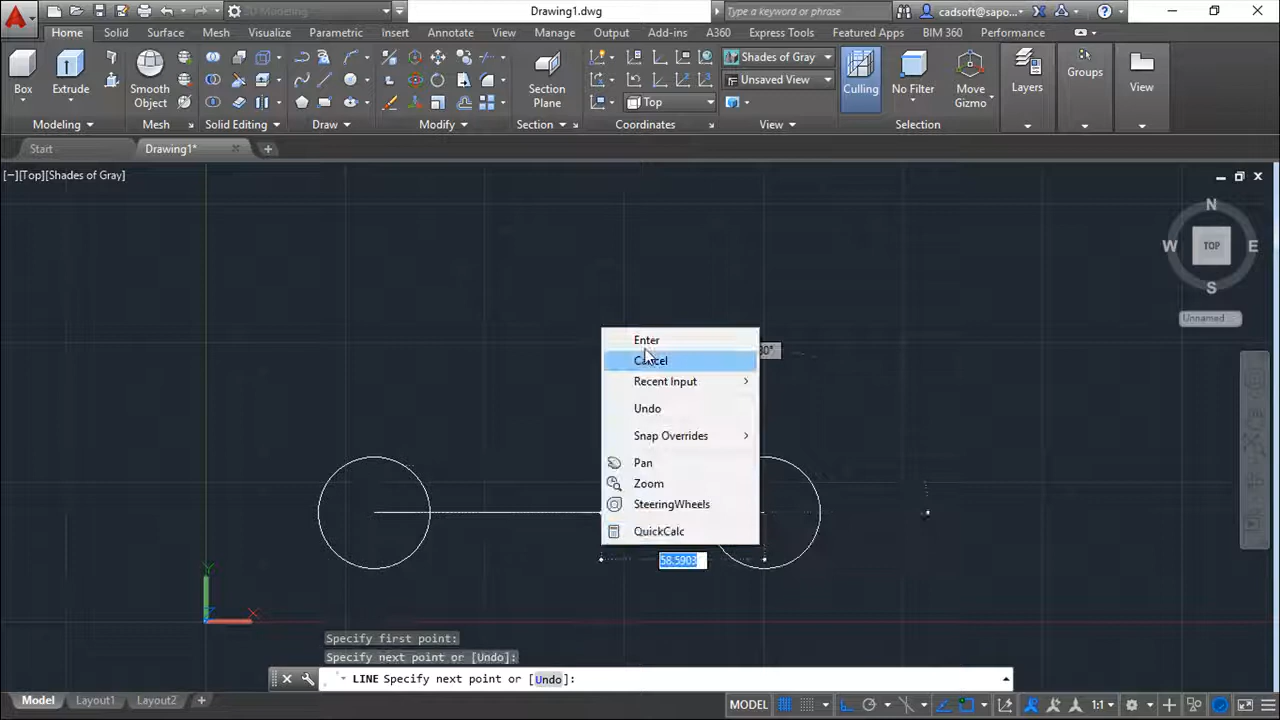 3D Modeling
Drawing1.dwg
Type a keyword or phrase
cadsoft@sapo...
Home Solid Surface Mesh Visualize Parametric Insert Annotate View Manage Output Add-ins A360 Express Tools Featured Apps BIM 360 Performance
Shades of Gray
Unsaved View
Top
Box Extrude Smooth Object Section Plane Culling No Filter Move Gizmo Layers Groups View
Modeling Mesh Solid Editing Draw Modify Section Coordinates View Selection
Start Drawing1*
[−][Top][Shades of Gray]
N
W TOP E
S
Unnamed...
Enter
Cancel
Recent Input
Undo
Snap Overrides
Pan
Zoom
SteeringWheels
QuickCalc
58.5903
Y
X
Specify first point:
Specify next point or [Undo]:
LINE Specify next point or [Undo]:
Model Layout1 Layout2 +
MODEL 1:1